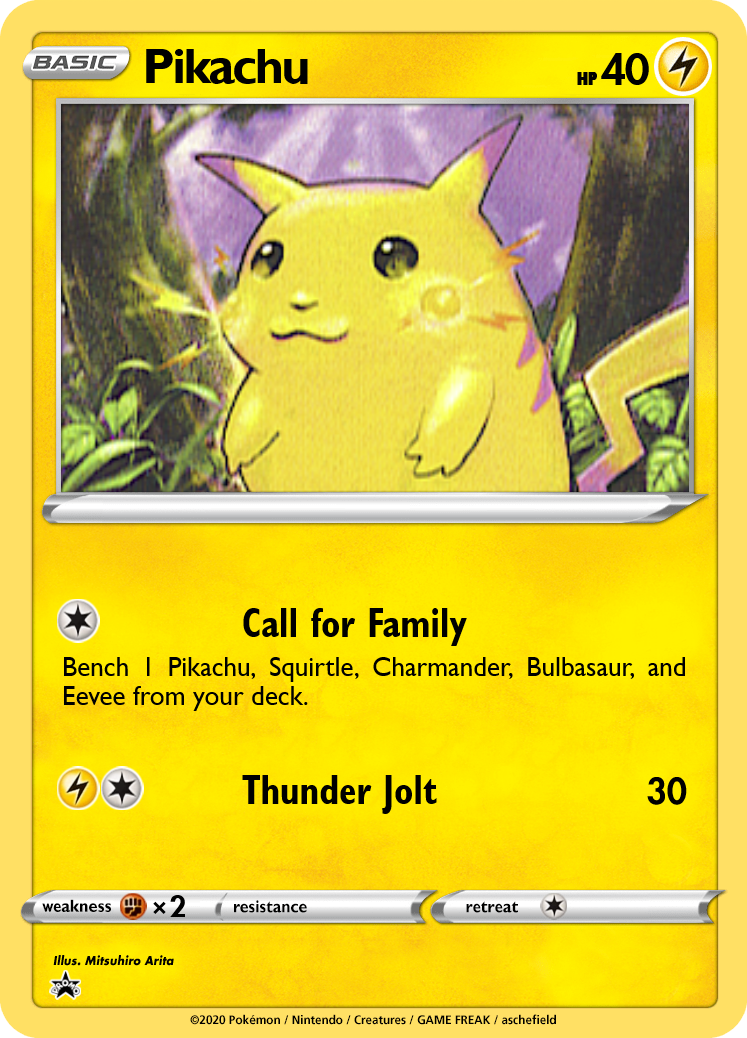 BASIC Pikachu HP 40
Call for Family
Bench 1 Pikachu, Squirtle, Charmander, Bulbasaur, and
Eevee from your deck.
Thunder Jolt 30
weakness ×2 resistance retreat
Illus. Mitsuhiro Arita
PROMO
©2020 Pokémon / Nintendo / Creatures / GAME FREAK / aschefield